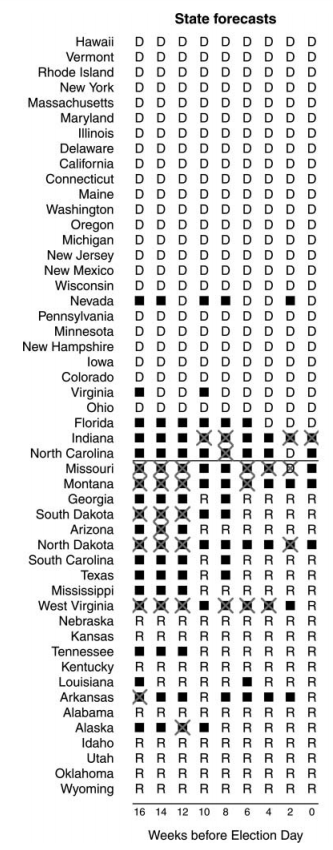 State forecasts
Hawaii D D D D D D D D D
Vermont D D D D D D D D D
Rhode Island D D D D D D D D D
New York D D D D D D D D D
Massachusetts D D D D D D D D D
Maryland D D D D D D D D D
Illinois D D D D D D D D D
Delaware D D D D D D D D D
California D D D D D D D D D
Connecticut D D D D D D D D D
Maine D D D D D D D D D
Washington D D D D D D D D D
Oregon D D D D D D D D D
Michigan D D D D D D D D D
New Jersey D D D D D D D D D
New Mexico D D D D D D D D D
Wisconsin D D D D D D D D D
Nevada D D D D
Pennsylvania D D D D D D D D D
Minnesota D D D D D D D D D
New Hampshire D D D D D D D D D
Iowa D D D D D D D D D
Colorado D D D D D D D D D
Virginia D D D D D D D
Ohio D D D D D D D D D
Florida D D D
Indiana
North Carolina D
Missouri D
Montana
Georgia R R R R R
South Dakota R R R R
Arizona R R R R R R
North Dakota
South Carolina R R R R R
Texas R R R R R
Mississippi R R R R R R
West Virginia R
Nebraska R R R R R R R R R
Kansas R R R R R R R R R
Tennessee R R R R R R
Kentucky R R R R R R R R R
Louisiana R R R R R R R
Arkansas R R
Alabama R R R R R R R R R
Alaska R R R R R
Idaho R R R R R R R R R
Utah R R R R R R R R R
Oklahoma R R R R R R R R R
Wyoming R R R R R R R R R
16 14 12 10 8 6 4 2 0
Weeks before Election Day